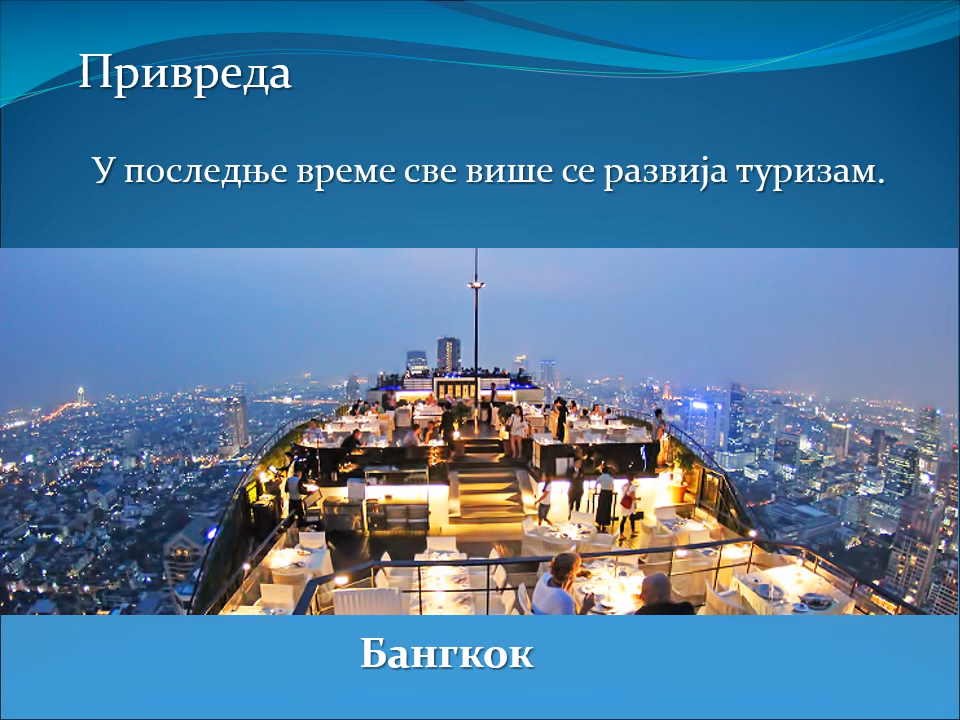 Привреда
У последње време све више се развија туризам.
Бангкок